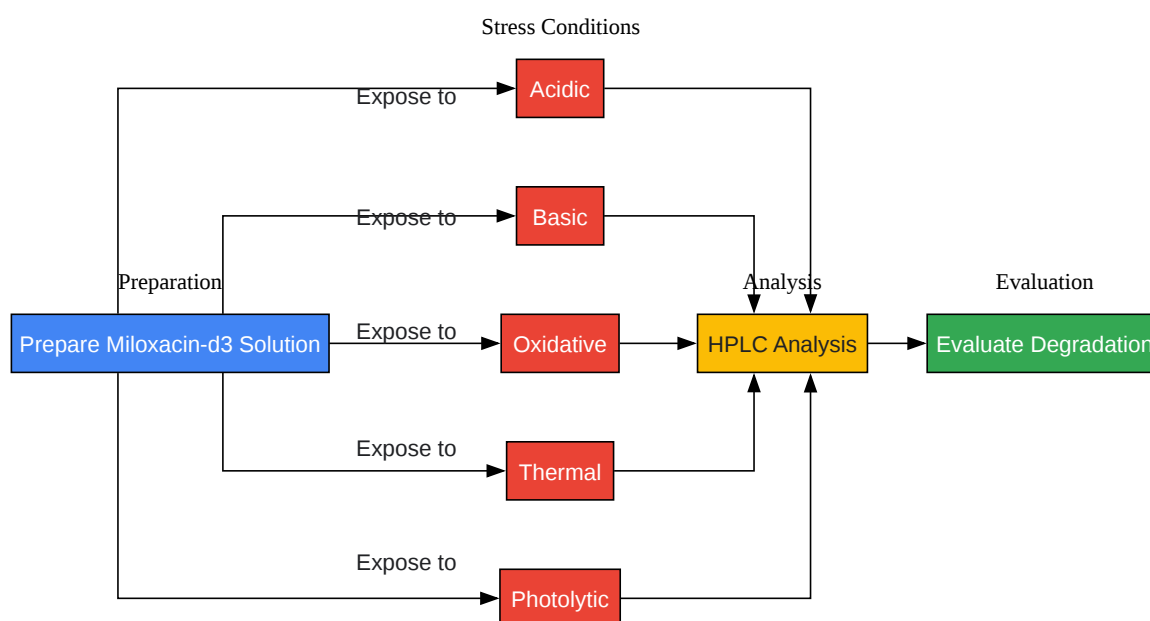 Stress Conditions
Expose to
Acidic
Expose to
Basic
Preparation
Analysis
Evaluation
Prepare Miloxacin-d3 Solution
Expose to
Oxidative
HPLC Analysis
Evaluate Degradation
Expose to
Thermal
Expose to
Photolytic